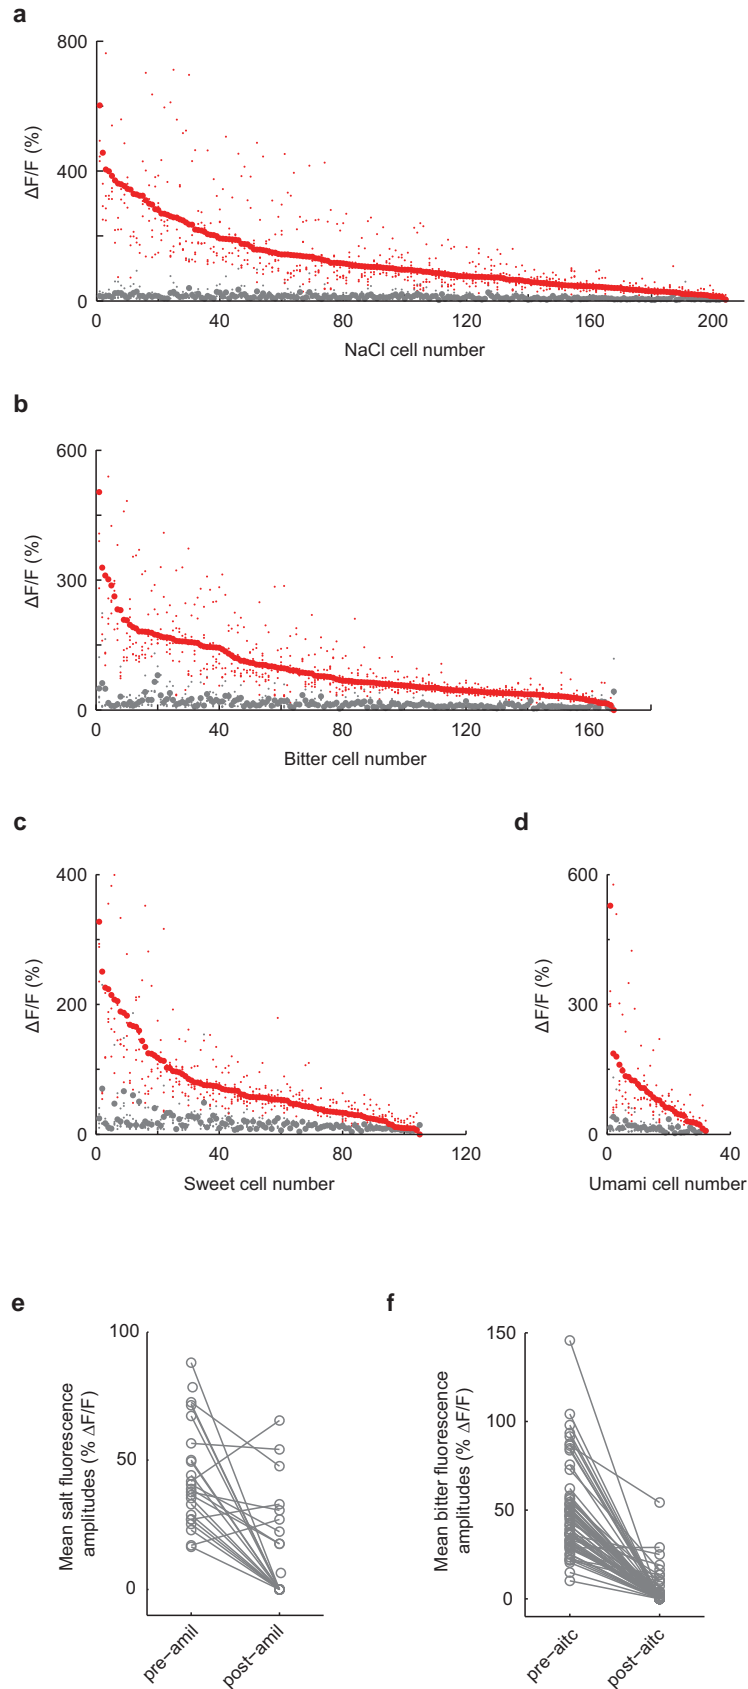 a
800
400
0
ΔF/F (%)
0 40 80 120 160 200
NaCl cell number
b
600
300
0
ΔF/F (%)
0 40 80 120 160
Bitter cell number
c
400
200
0
ΔF/F (%)
0 40 80 120
Sweet cell number
d
600
300
0
ΔF/F (%)
0 40
Umami cell number
e
100
50
0
Mean salt fluorescence
amplitudes (% ΔF/F)
pre−amil
post−amil
f
150
100
50
0
Mean bitter fluorescence
amplitudes (% ΔF/F)
pre−aitc
post−aitc